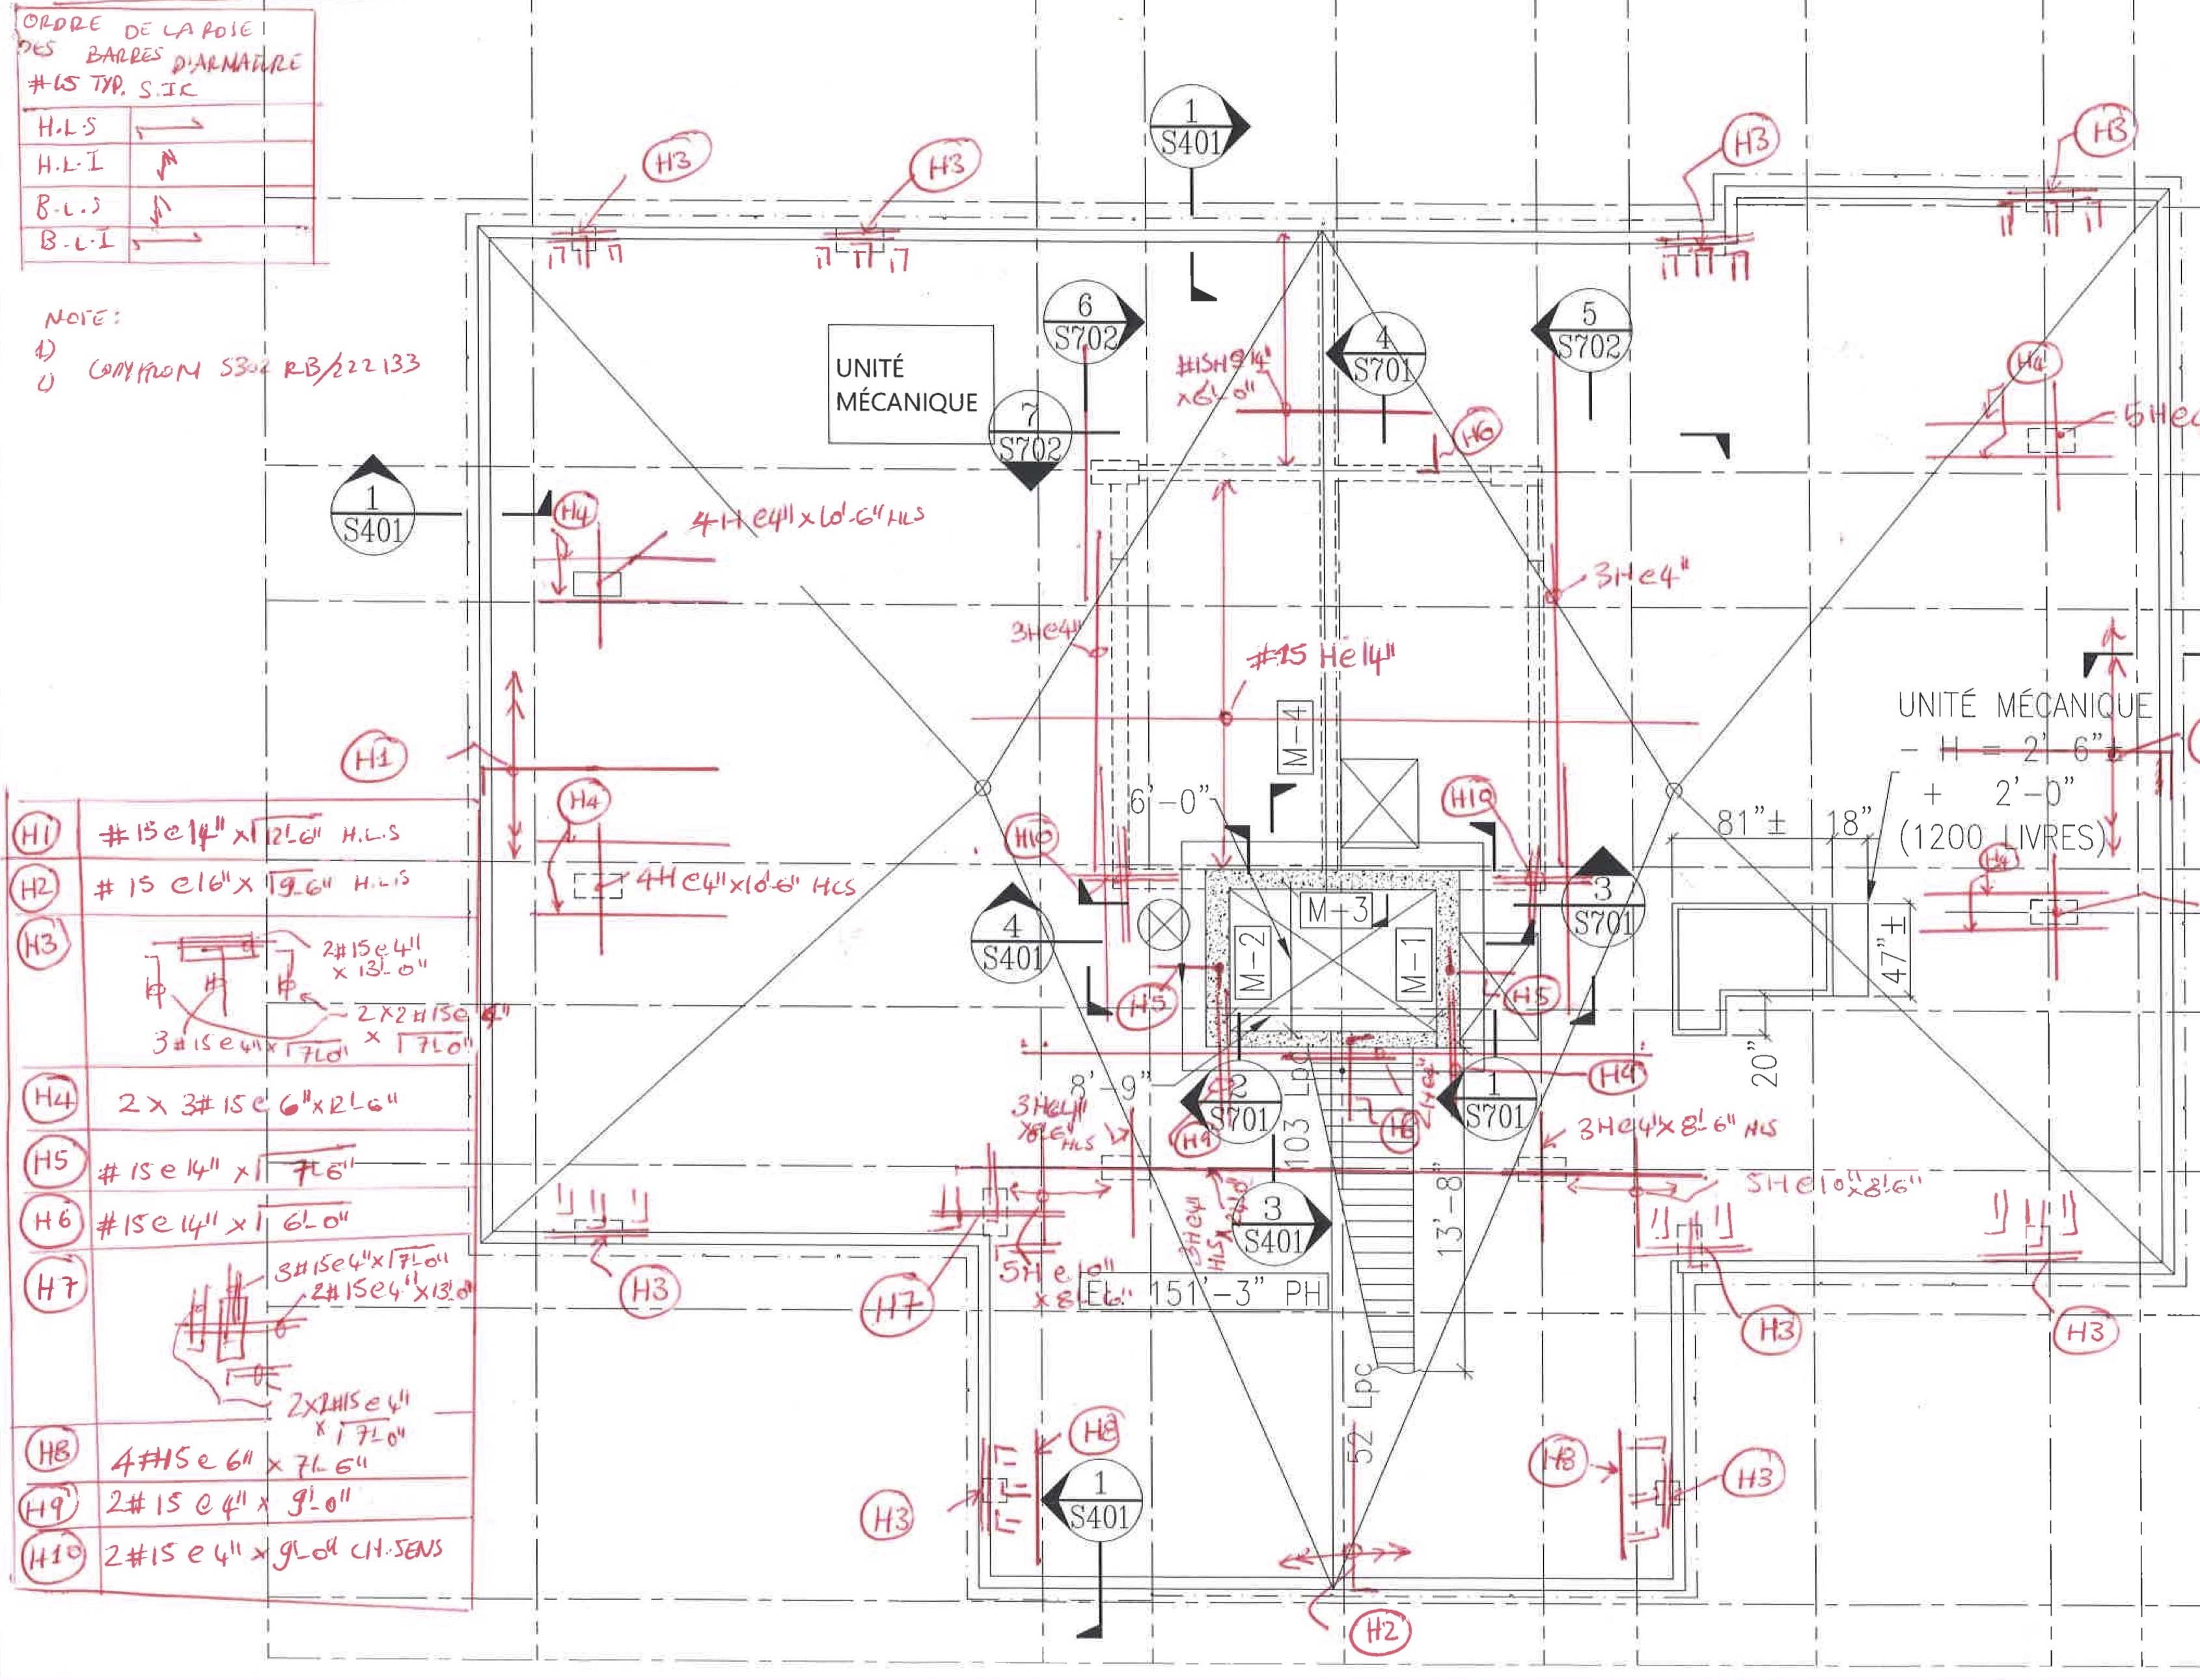 ORDRE DE LA POSE
DES BARRES D'ARMATURE
#15 TYP. S.IC
H.L.S
H.L.I
B.L.S
B.L.I
NOTE:
1)
COPY FROM S302 RB/222133
1
S401
H3
H3
H3
H3
6
S702
4
S701
5
S702
7
S702
UNITÉ
MÉCANIQUE
#15H@14"
x6'-0"
H6
H4
1
S401
H4
4H@4"x10'-6" HLS
3H@4"
3H@4"
#15 H@14"
M-4
UNITÉ MÉCANIQUE
- H = 2'-6"±
+ 2'-0"
(1200 LIVRES)
H1
H4
4H@4"x10'-6" HLS
6'-0"
H10
H10
81"±
18"
47"±
20"
H4
4
S401
3
S701
M-3
M-2
M-1
H5
H5
H1 #15@14"x 12'-6" H.L.S
H2 #15 @16"x 9'-6" H.L.S
H3 2#15@4"
x 13'-0"
2x2#15@4"
x 7'-0"
3#15@4"x 7'-0"
H4 2 x 3#15@6"x12'-6"
H5 #15@14"x 7'-6"
H6 #15@14"x 6'-0"
H7 3#15@4"x 7'-0"
2#15@4"x13'-0"
2x2#15@4"
x 7'-0"
H8 4#15@6"x 7'-6"
H9 2#15@4"x 9'-0"
H10 2#15@4"x 9'-0" CH.SENS
8'-9"
103 Lpc
2
S701
1
S701
H9
H9
H6
3H@4"
HLS
3H@4"x8'-6" HLS
5H@10"x8'-6"
3H@4"
HLS
3
S401
13'-8"
5H@10"
x 8'-6"
EL. 151'-3" PH
H3
H7
H3
H3
52 Lpc
H8
H3
1
S401
H8
H3
H2